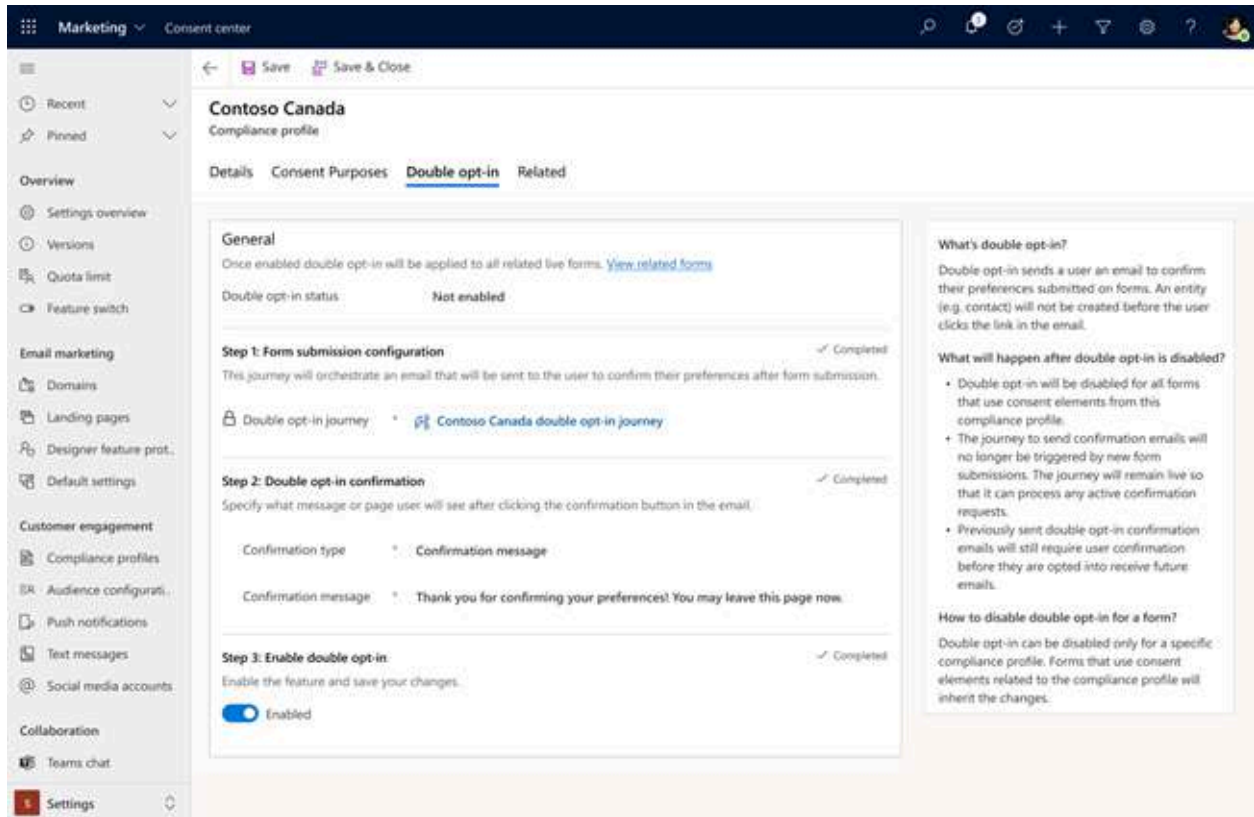 Marketing Consent center
Save Save & Close
Recent
Pinned
Overview
Settings overview
Versions
Quota limit
Feature switch
Email marketing
Domains
Landing pages
Designer feature prot..
Default settings
Customer engagement
Compliance profiles
Audience configurati..
Push notifications
Text messages
Social media accounts
Collaboration
Teams chat
Settings
Contoso Canada
Compliance profile
Details Consent Purposes Double opt-in Related
General
Once enabled double opt-in will be applied to all related live forms. View related forms
Double opt-in status Not enabled
Step 1: Form submission configuration Completed
This journey will orchestrate an email that will be sent to the user to confirm their preferences after form submission.
Double opt-in journey * Contoso Canada double opt-in journey
Step 2: Double opt-in confirmation Completed
Specify what message or page user will see after clicking the confirmation button in the email.
Confirmation type * Confirmation message
Confirmation message * Thank you for confirming your preferences! You may leave this page now.
Step 3: Enable double opt-in Completed
Enable the feature and save your changes.
Enabled
What's double opt-in?
Double opt-in sends a user an email to confirm
their preferences submitted on forms. An entity
(e.g. contact) will not be created before the user
clicks the link in the email.
What will happen after double opt-in is disabled?
• Double opt-in will be disabled for all forms
that use consent elements from this
compliance profile.
• The journey to send confirmation emails will
no longer be triggered by new form
submissions. The journey will remain live so
that it can process any active confirmation
requests.
• Previously sent double opt-in confirmation
emails will still require user confirmation
before they are opted into receive future
emails.
How to disable double opt-in for a form?
Double opt-in can be disabled only for a specific
compliance profile. Forms that use consent
elements related to the compliance profile will
inherit the changes.